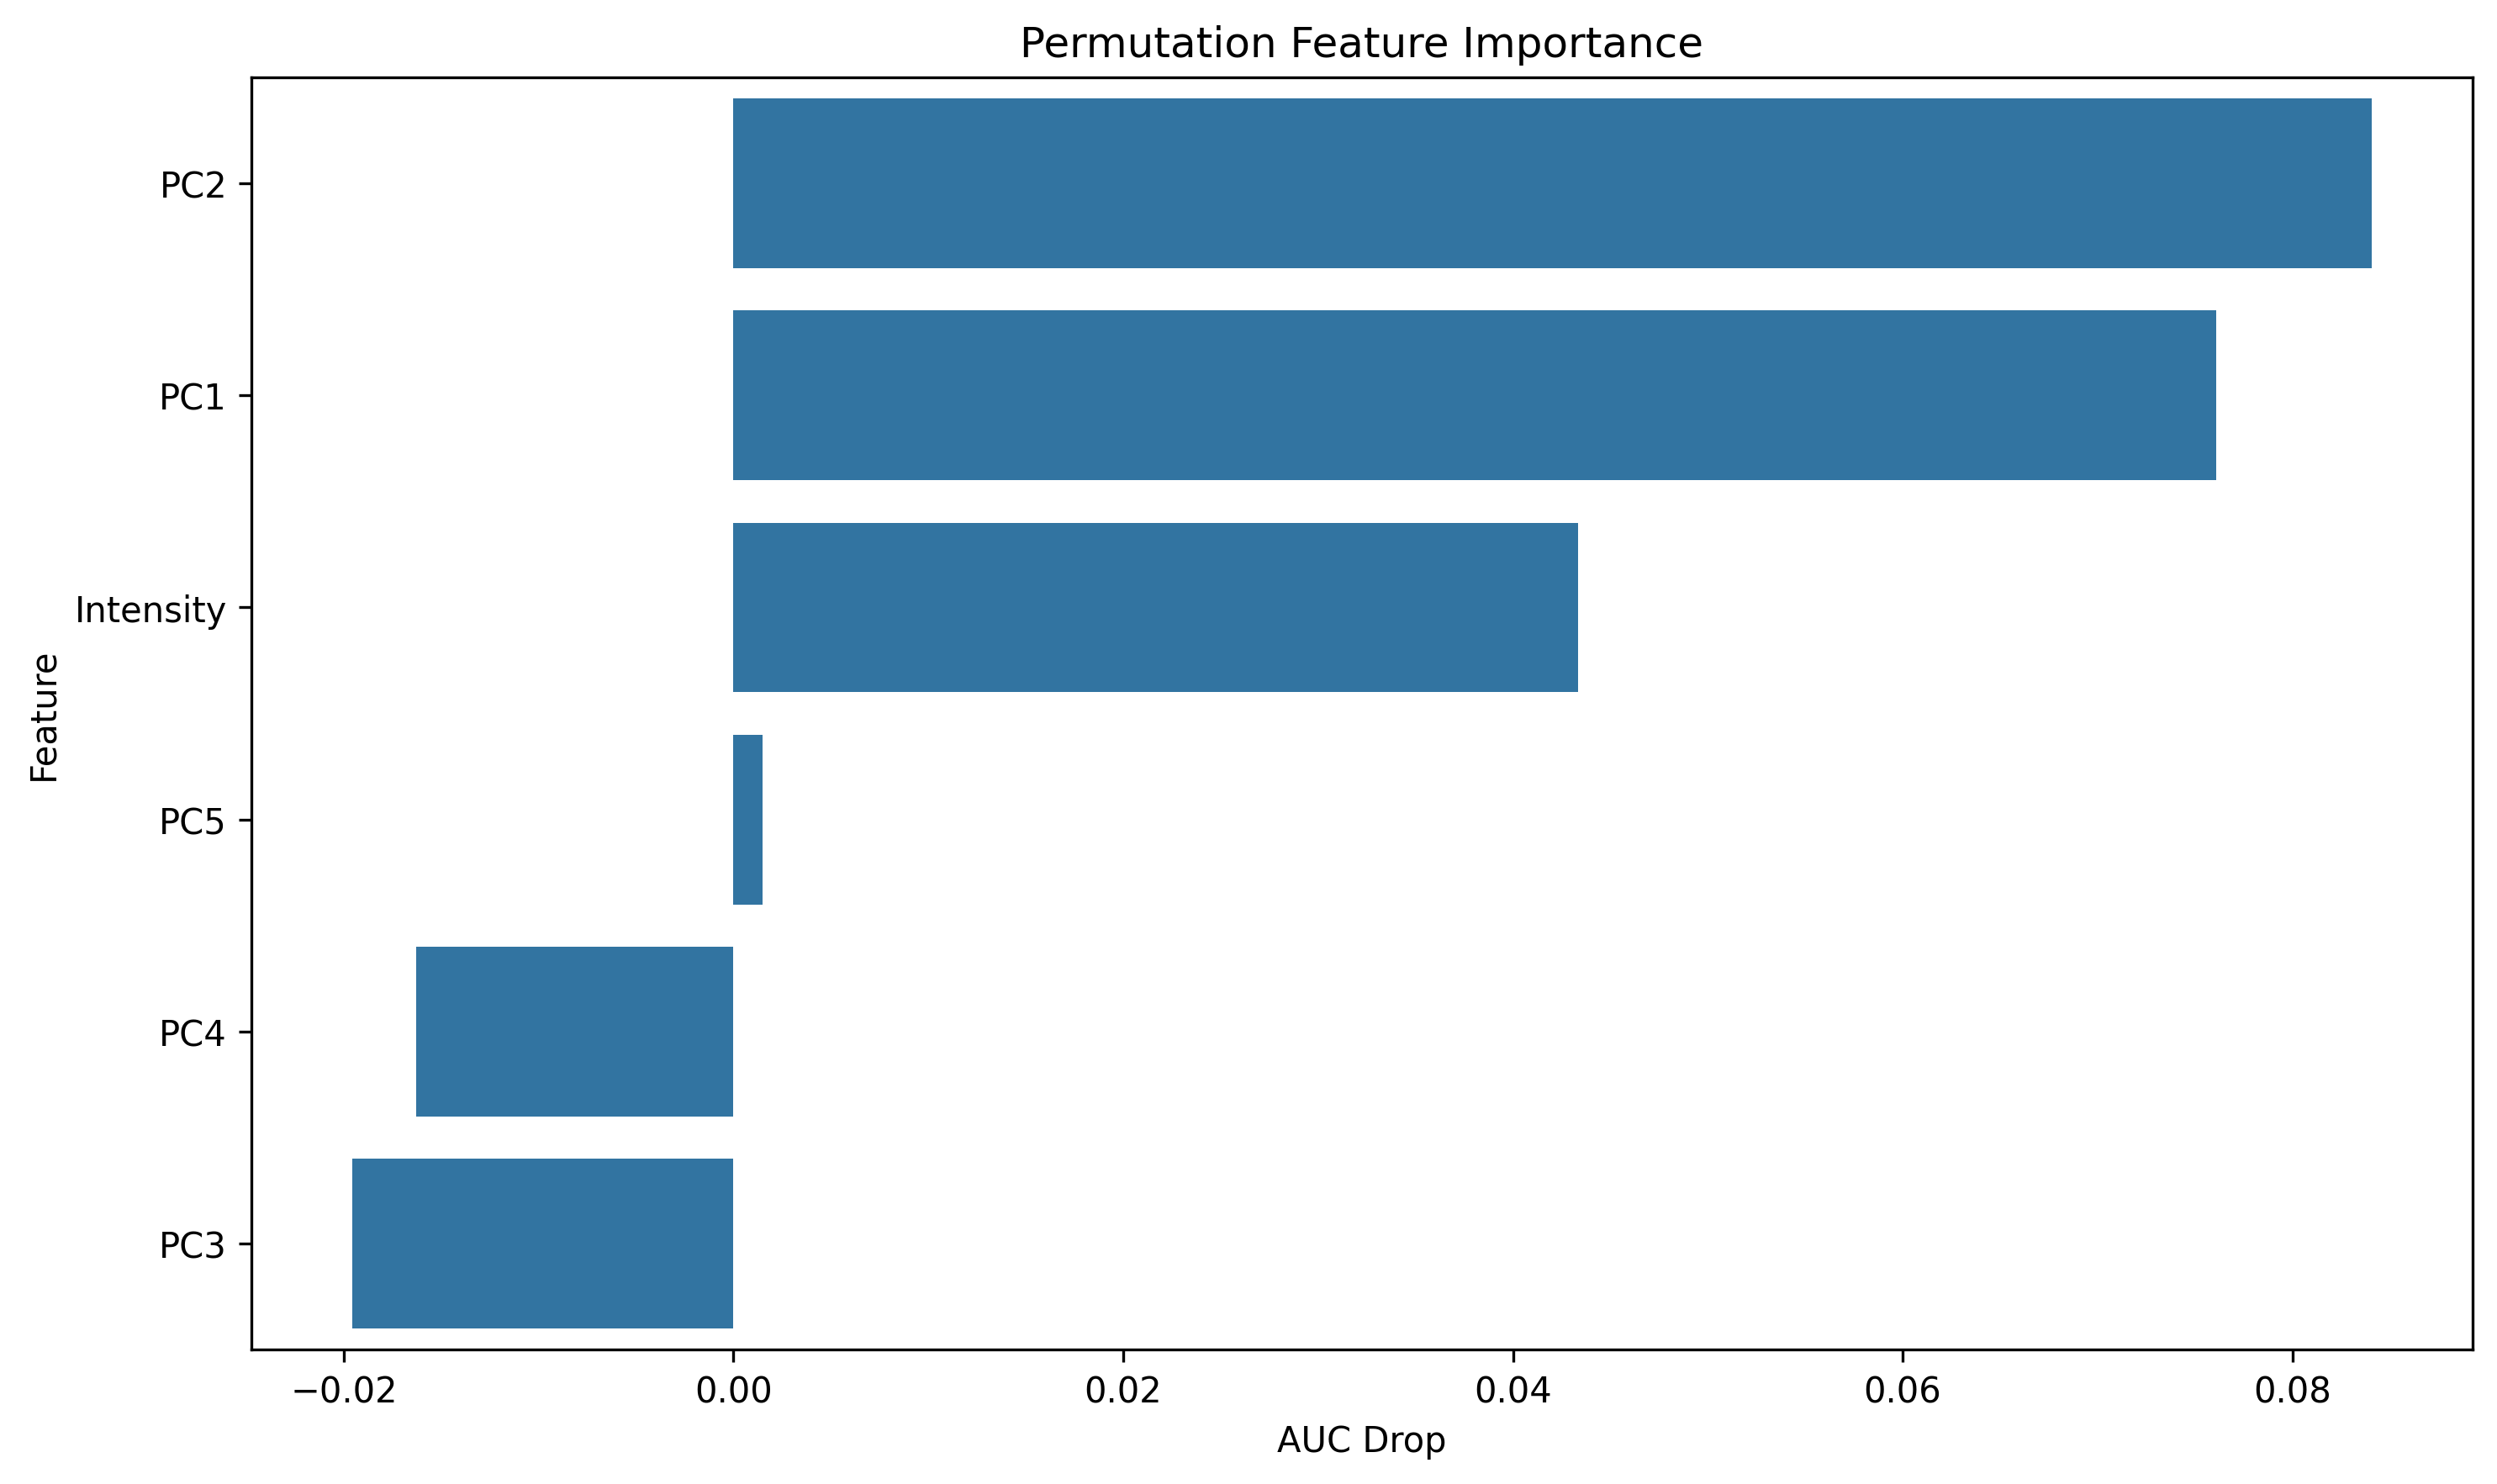 Permutation Feature Importance
PC2
PC1
Intensity
PC5
PC4
PC3
Feature
−0.02 0.00 0.02 0.04 0.06 0.08
AUC Drop